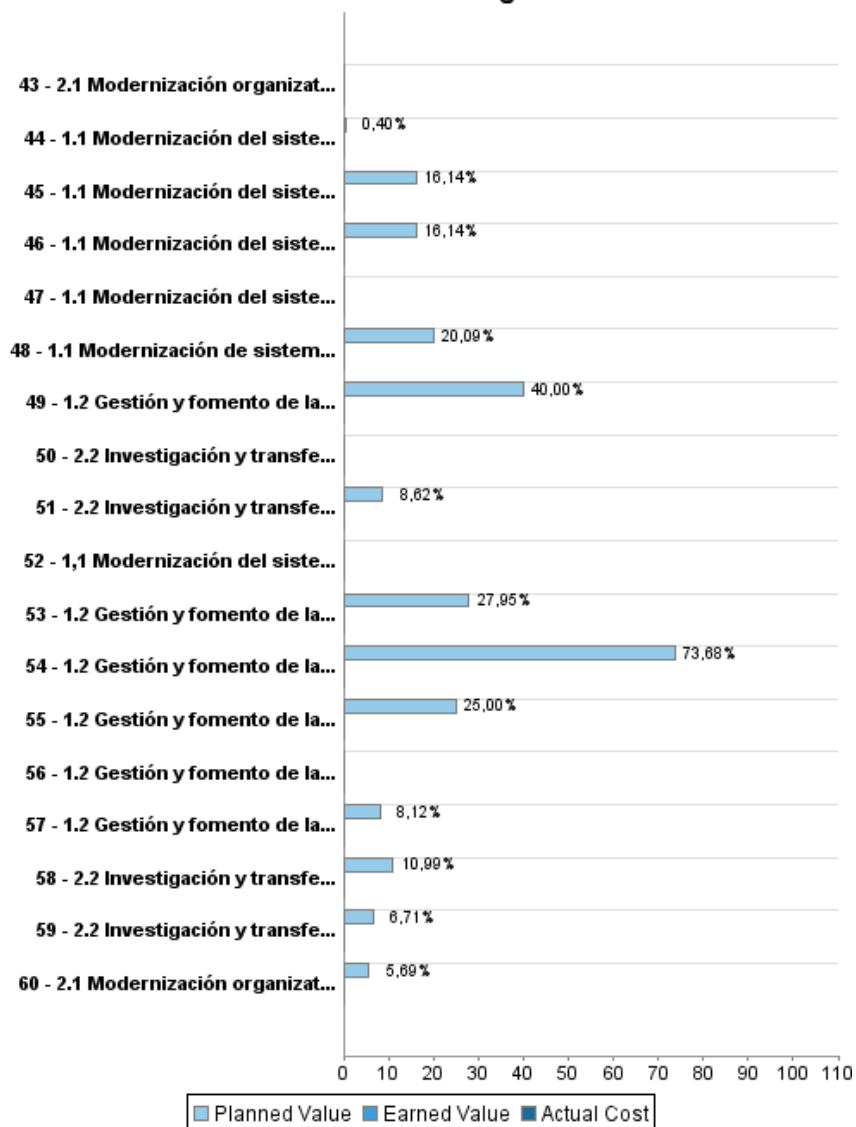 43 - 2.1 Modernización organizat...
44 - 1.1 Modernización del siste...
0,40%
45 - 1.1 Modernización del siste...
16,14%
46 - 1.1 Modernización del siste...
16,14%
47 - 1.1 Modernización del siste...
48 - 1.1 Modernización de sistem...
20,09%
49 - 1.2 Gestión y fomento de la...
40,00%
50 - 2.2 Investigación y transfe...
51 - 2.2 Investigación y transfe...
8,62%
52 - 1,1 Modernización del siste...
53 - 1.2 Gestión y fomento de la...
27,95%
54 - 1.2 Gestión y fomento de la...
73,68%
55 - 1.2 Gestión y fomento de la...
25,00%
56 - 1.2 Gestión y fomento de la...
57 - 1.2 Gestión y fomento de la...
8,12%
58 - 2.2 Investigación y transfe...
10,99%
59 - 2.2 Investigación y transfe...
6,71%
60 - 2.1 Modernización organizat...
5,69%
0 10 20 30 40 50 60 70 80 90 100 110
Planned Value Earned Value Actual Cost